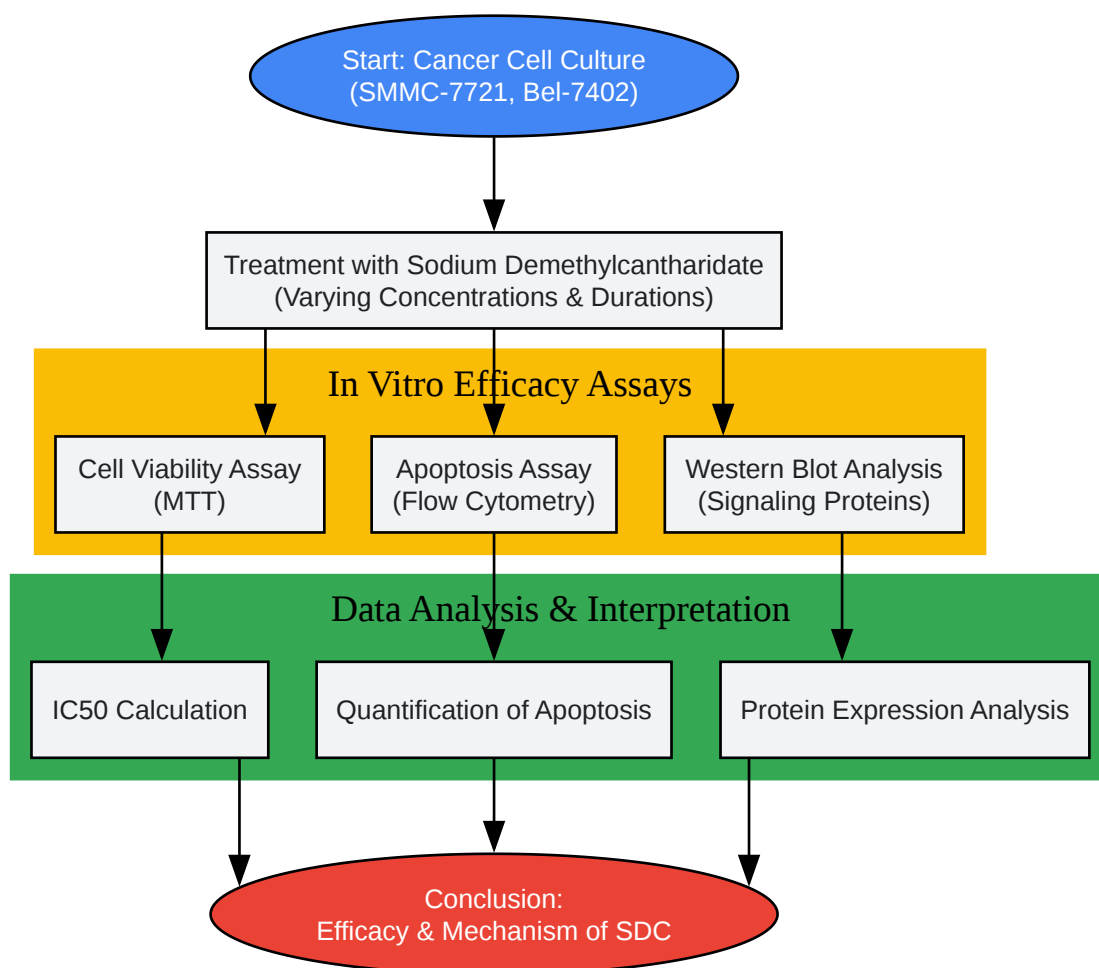 Start: Cancer Cell Culture
(SMMC-7721, Bel-7402)
Treatment with Sodium Demethylcantharidate
(Varying Concentrations & Durations)
In Vitro Efficacy Assays
Cell Viability Assay
(MTT)
Apoptosis Assay
(Flow Cytometry)
Western Blot Analysis
(Signaling Proteins)
Data Analysis & Interpretation
IC50 Calculation
Quantification of Apoptosis
Protein Expression Analysis
Conclusion:
Efficacy & Mechanism of SDC